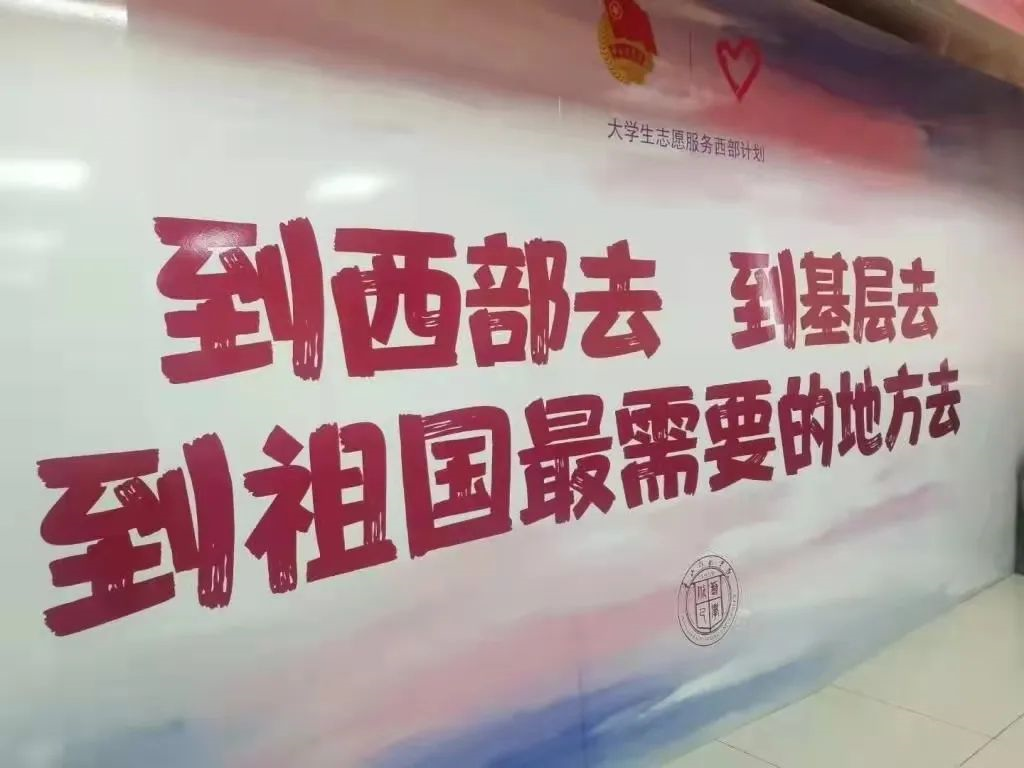 大学生志愿服务西部计划
到西部去 到基层去
到祖国最需要的地方去